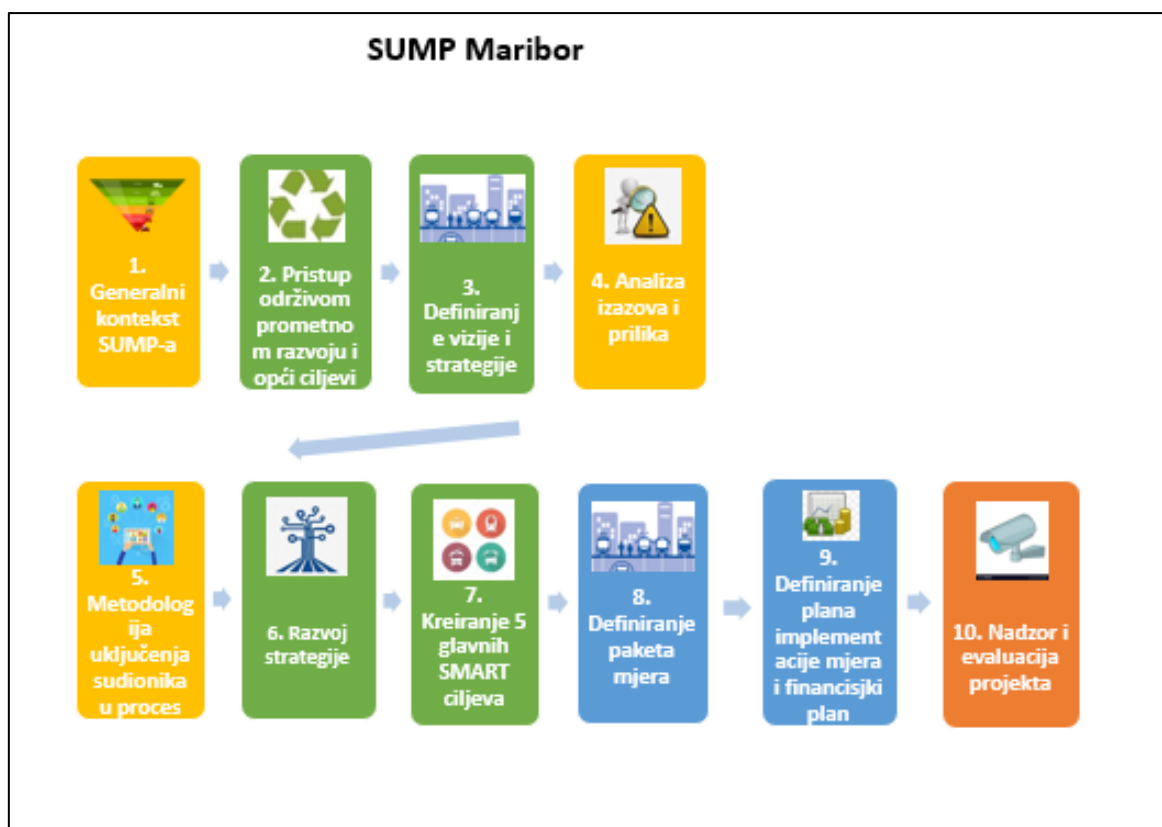 SUMP Maribor
1.
Generalni
kontekst
SUMP-a
2. Pristup
održivom
prometno
m razvoju i
opći ciljevi
3.
Definiranj
e vizije i
strategije
4. Analiza
izazova i
prilika
5.
Metodolog
ija
uključenja
sudionika
u proces
6. Razvoj
strategije
7.
Kreiranje 5
glavnih
SMART
ciljeva
8.
Definiranje
paketa
mjera
9.
Definiranje
plana
implement
acije mjera
i financisjki
plan
10. Nadzor i
evaluacija
projekta